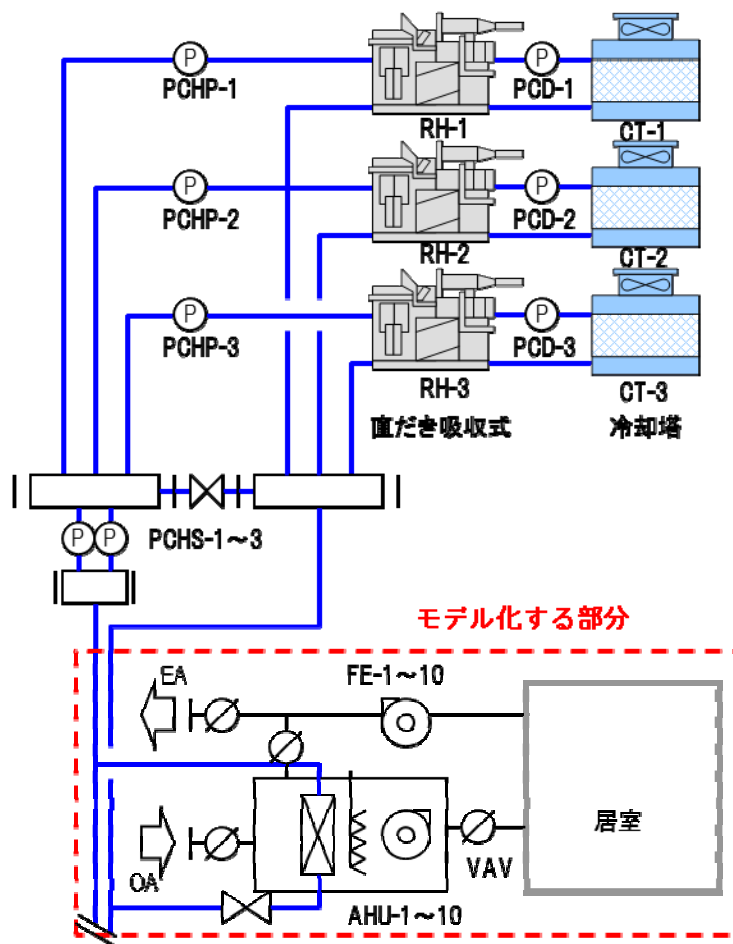 P
P
PCHP-1
RH-1
PCD-1
CT-1
P
P
PCHP-2
RH-2
PCD-2
CT-2
P
P
PCHP-3
RH-3
PCD-3
CT-3
直だき吸収式
冷却塔
P
P
PCHS-1～3
モデル化する部分
EA
FE-1～10
居室
OA
VAV
AHU-1～10